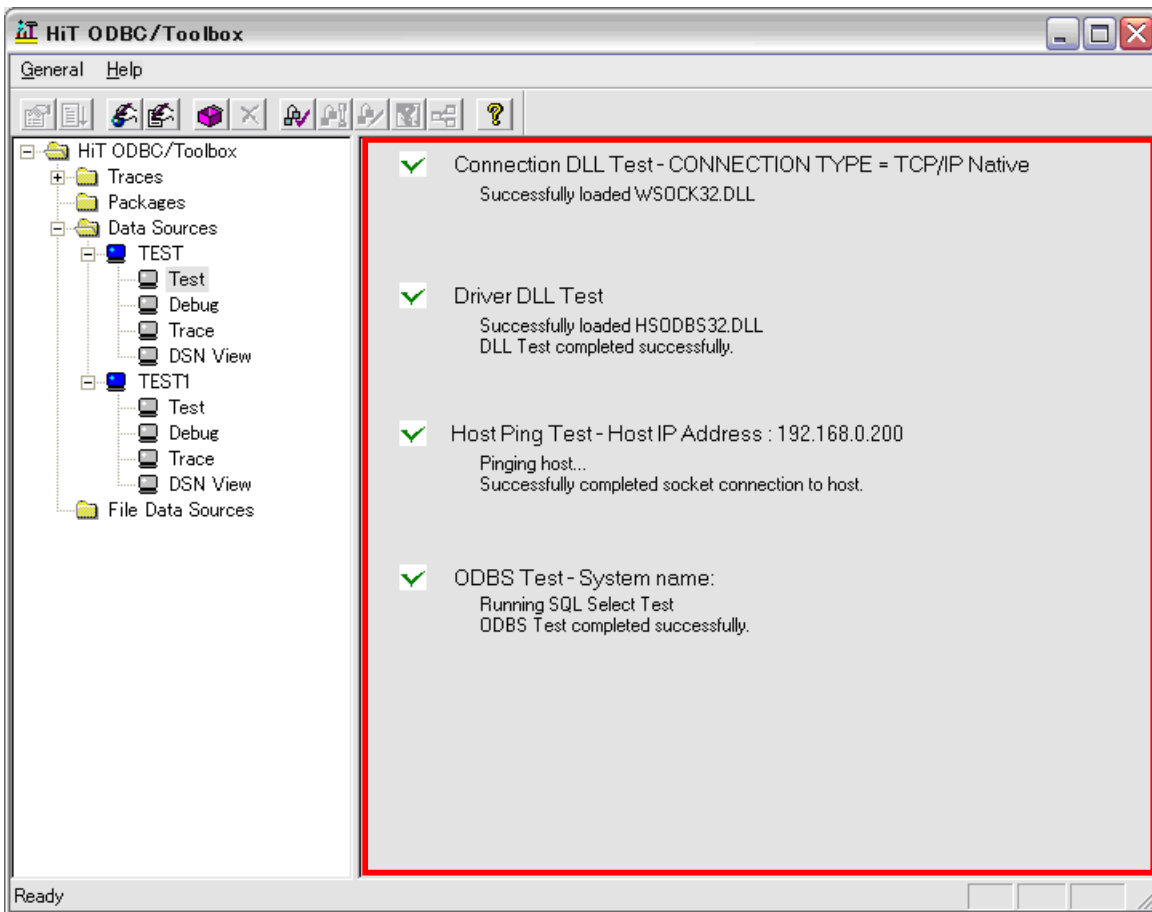 HiT ODBC/Toolbox
General Help
HiT ODBC/Toolbox
Traces
Packages
Data Sources
TEST
Test
Debug
Trace
DSN View
TEST1
Test
Debug
Trace
DSN View
File Data Sources
Connection DLL Test - CONNECTION TYPE = TCP/IP Native
Successfully loaded WSOCK32.DLL
Driver DLL Test
Successfully loaded HSODBS32.DLL
DLL Test completed successfully.
Host Ping Test - Host IP Address : 192.168.0.200
Pinging host...
Successfully completed socket connection to host.
ODBS Test - System name:
Running SQL Select Test
ODBS Test completed successfully.
Ready